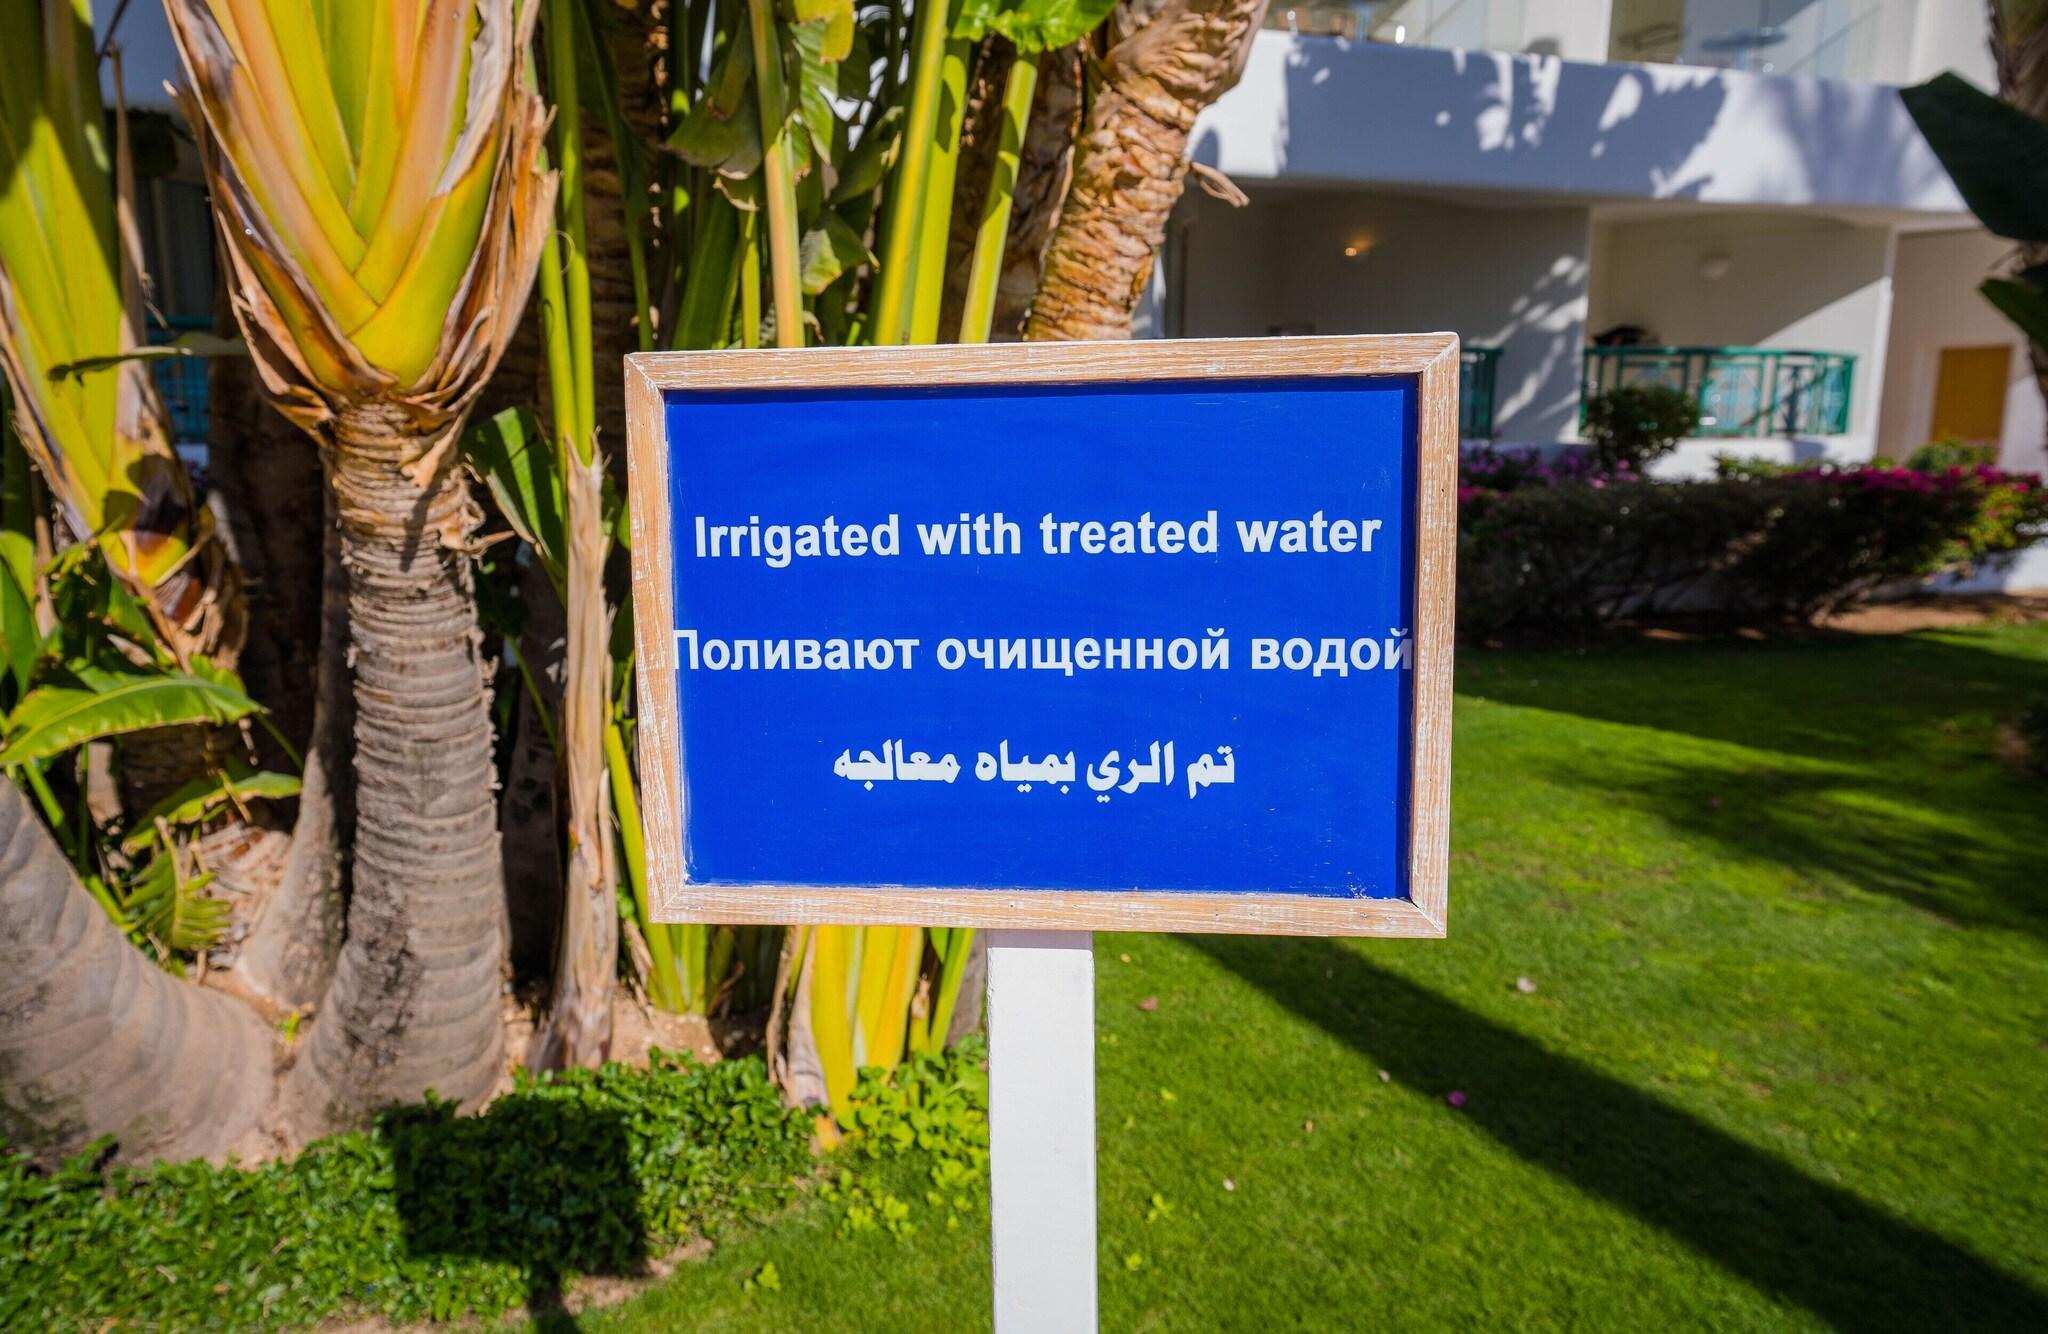 Irrigated with treated water
Поливают очищенной водой
تم الري بمياه معالجه